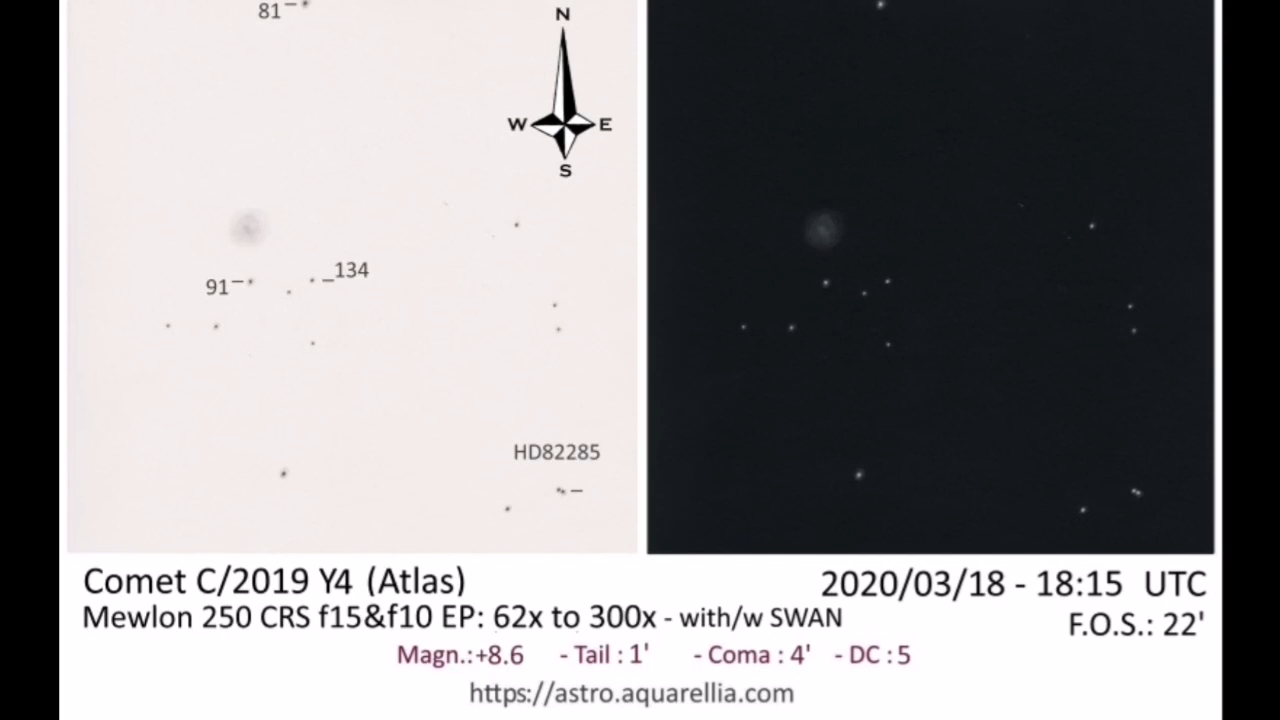 81
N
W E
S
134
91
HD82285
Comet C/2019 Y4 (Atlas)
2020/03/18 - 18:15 UTC
Mewlon 250 CRS f15&f10 EP: 62x to 300x - with/w SWAN
F.O.S.: 22'
Magn.:+8.6 - Tail : 1' - Coma : 4' - DC : 5
https://astro.aquarellia.com